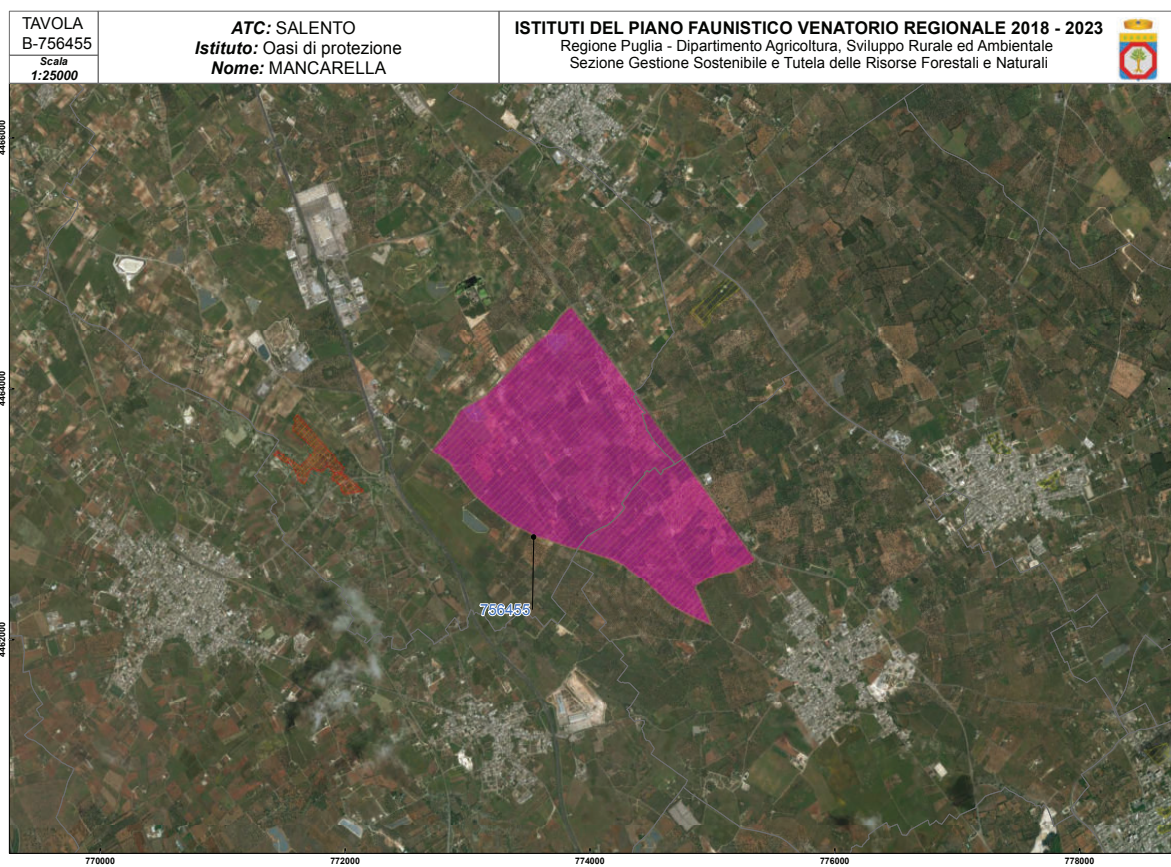 TAVOLA
B-756455
Scala
1:25000
ATC: SALENTO
Istituto: Oasi di protezione
Nome: MANCARELLA
ISTITUTI DEL PIANO FAUNISTICO VENATORIO REGIONALE 2018 - 2023
Regione Puglia - Dipartimento Agricoltura, Sviluppo Rurale ed Ambientale
Sezione Gestione Sostenibile e Tutela delle Risorse Forestali e Naturali
4466000
4464000
756455
4462000
770000
772000
774000
776000
778000